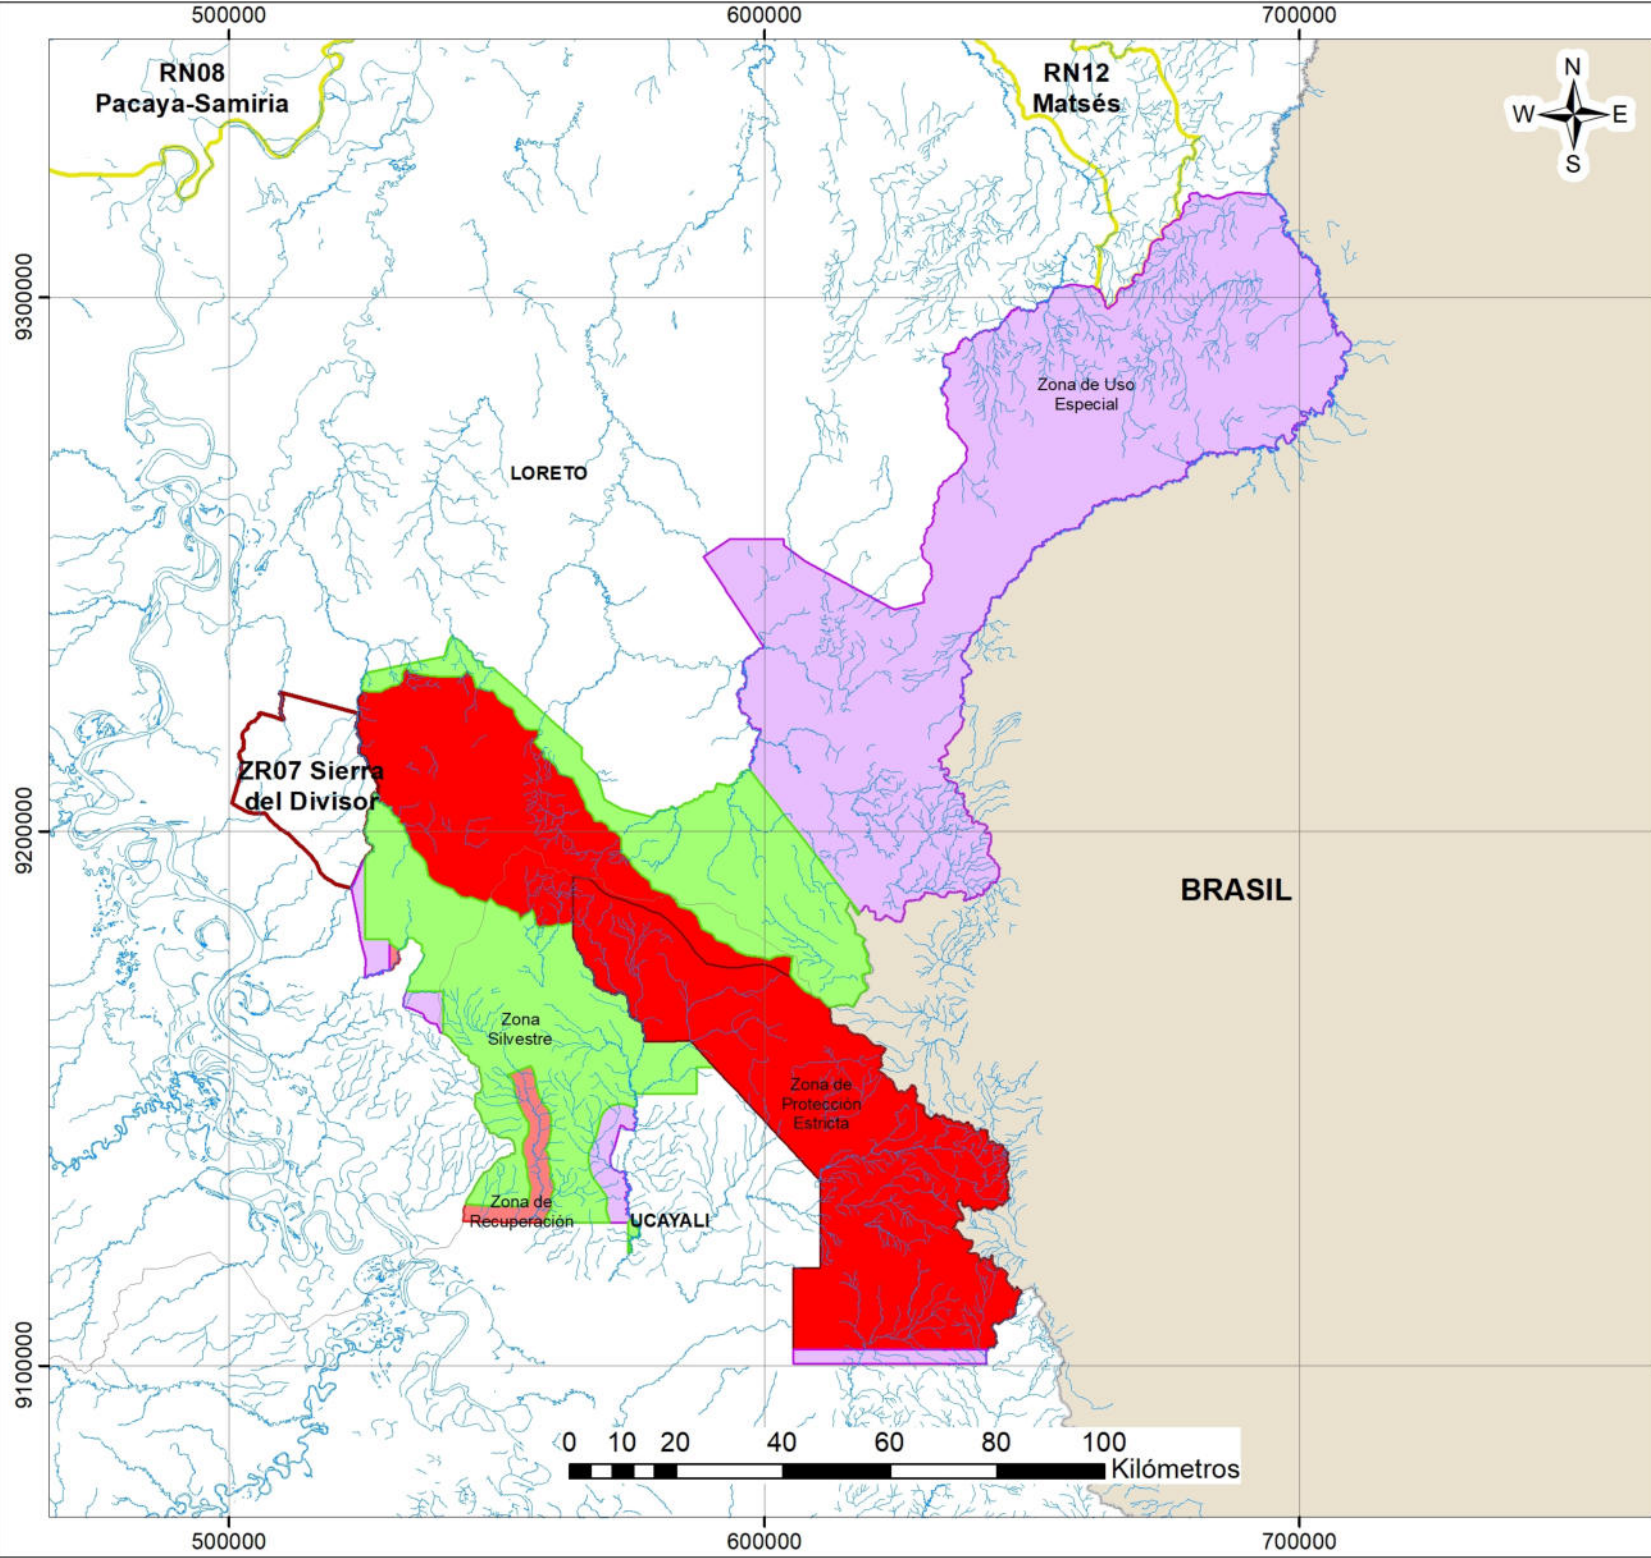 500000
600000
700000
RN08
Pacaya-Samiria
RN12
Matsés
N
W
E
S
9300000
Zona de Uso
Especial
LORETO
ZR07 Sierra
del Divisor
9200000
BRASIL
Zona
Silvestre
Zona de
Protección
Estricta
Zona de
Recuperación
UCAYALI
9100000
0 10 20 40 60 80 100
Kilómetros
500000
600000
700000